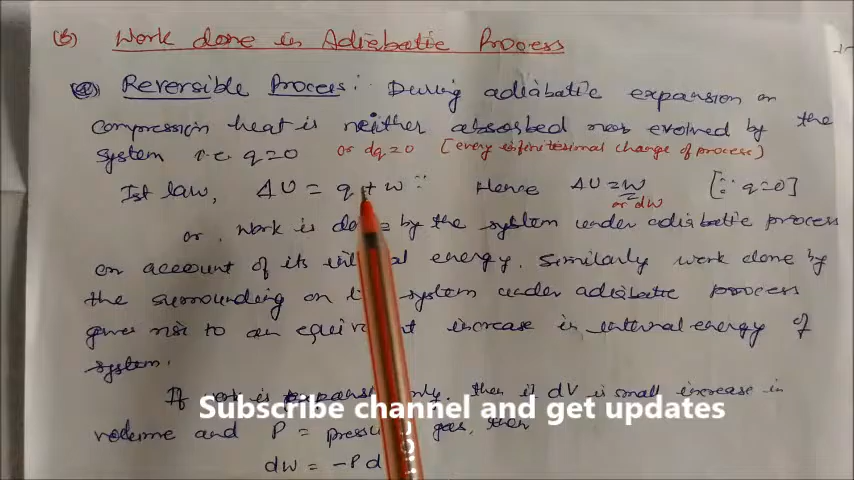 (5) Work done in Adiabatic Process
(a) Reversible Process: During adiabatic expansion or
compression heat is neither absorbed nor evolved by the
system i.e. q=0 or dq=0 [every infinitesimal change of process]
Ist law, ΔU = q + w Hence ΔU=w [∵ q=0]
or dw
or, work is done by the system under adiabatic process
on account of its internal energy. Similarly work done by
the surrounding on system under adiabatic process
gives rise to an equivalent increase in internal energy of
system.
If only, then if dV is small increase in
Subscribe channel and get updates
volume and P = gas, then
dw = -Pd